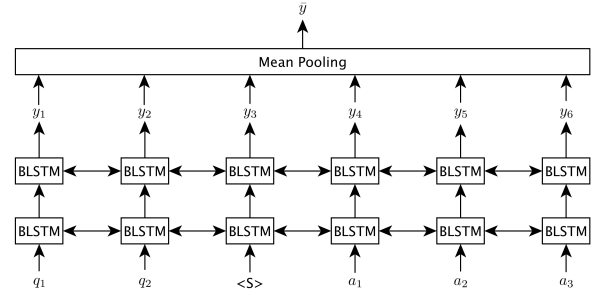 ȳ
Mean Pooling
y₁ y₂ y₃ y₄ y₅ y₆
BLSTM BLSTM BLSTM BLSTM BLSTM BLSTM
BLSTM BLSTM BLSTM BLSTM BLSTM BLSTM
q₁ q₂ <S> a₁ a₂ a₃